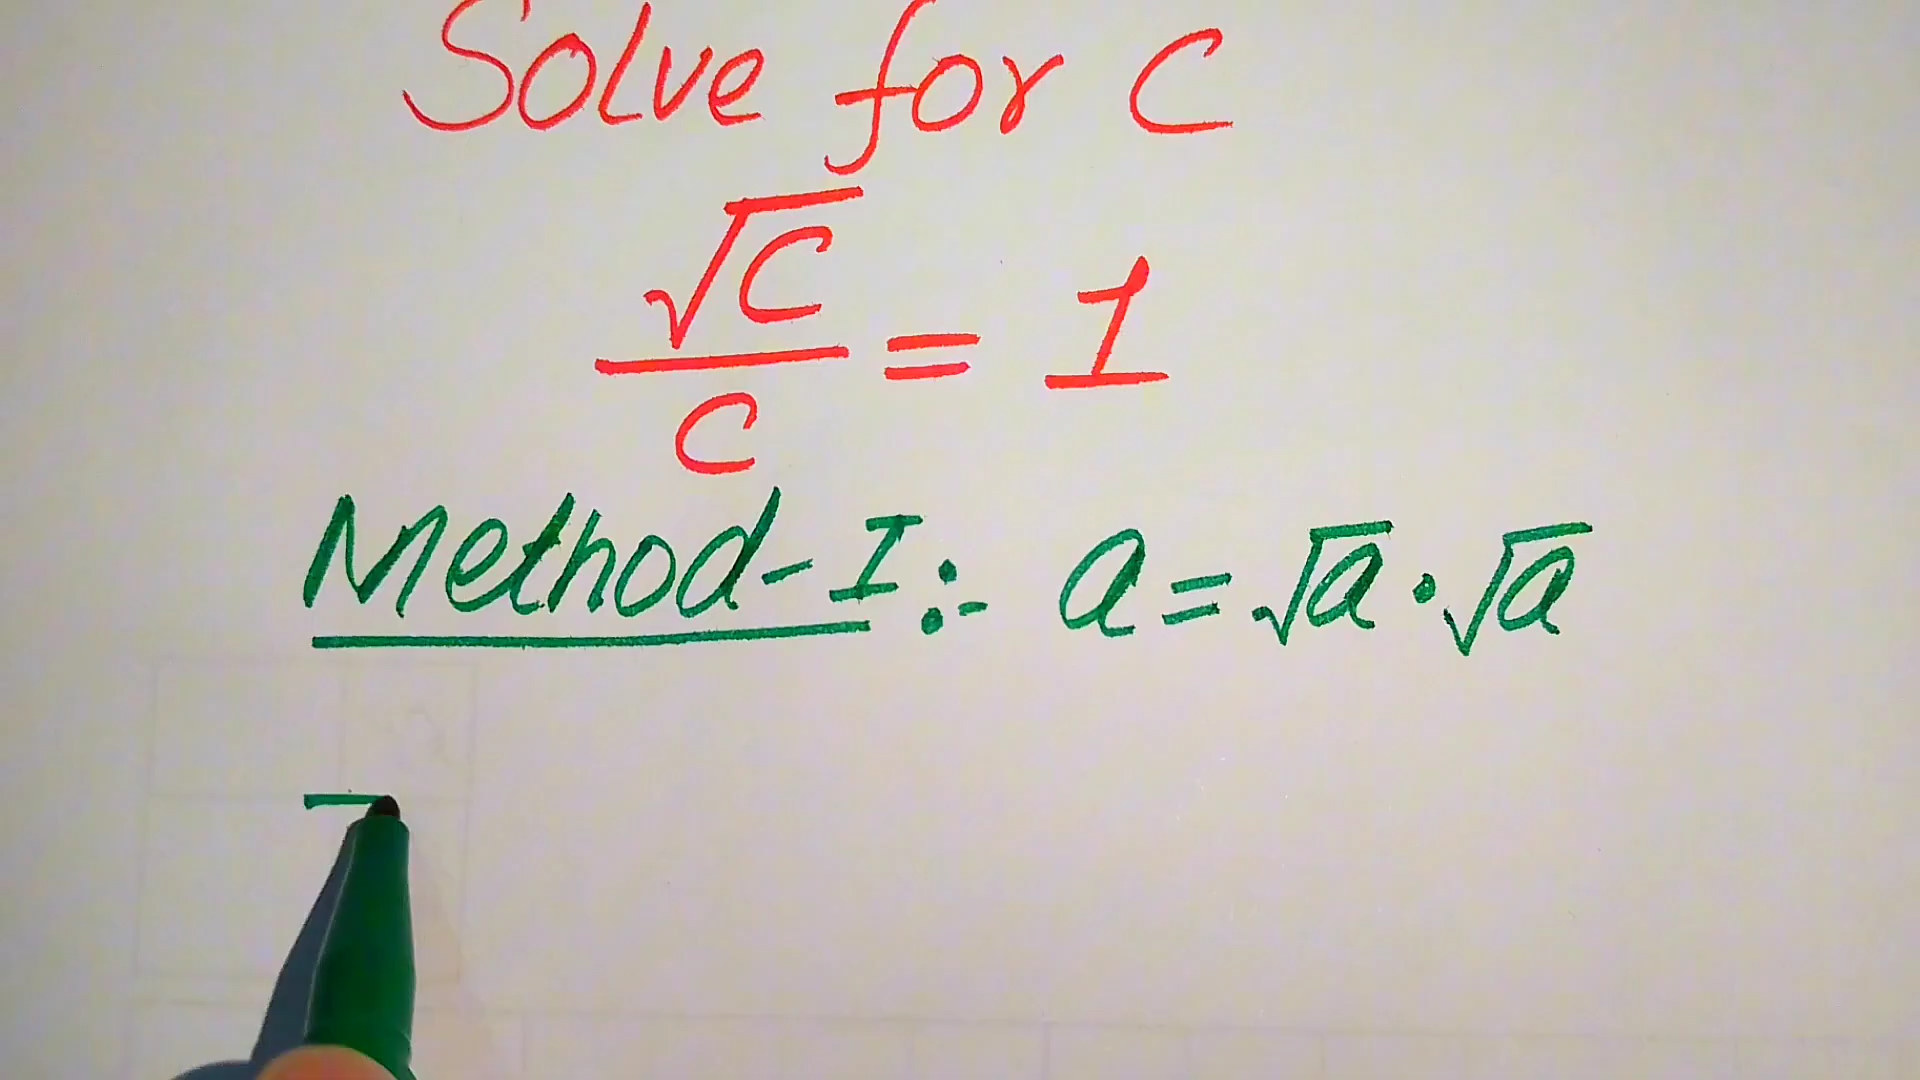 Solve for C
√C/C = 1
Method-I:- a = √a · √a